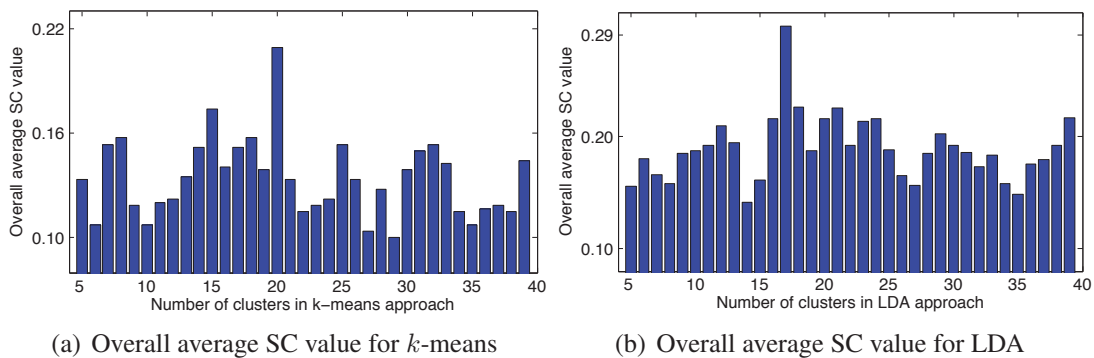 0.22
0.16
0.10
Overall average SC value
5 10 15 20 25 30 35 40
Number of clusters in k−means approach
(a) Overall average SC value for k-means
0.29
0.20
0.10
Overall average SC value
5 10 15 20 25 30 35 40
Number of clusters in LDA approach
(b) Overall average SC value for LDA